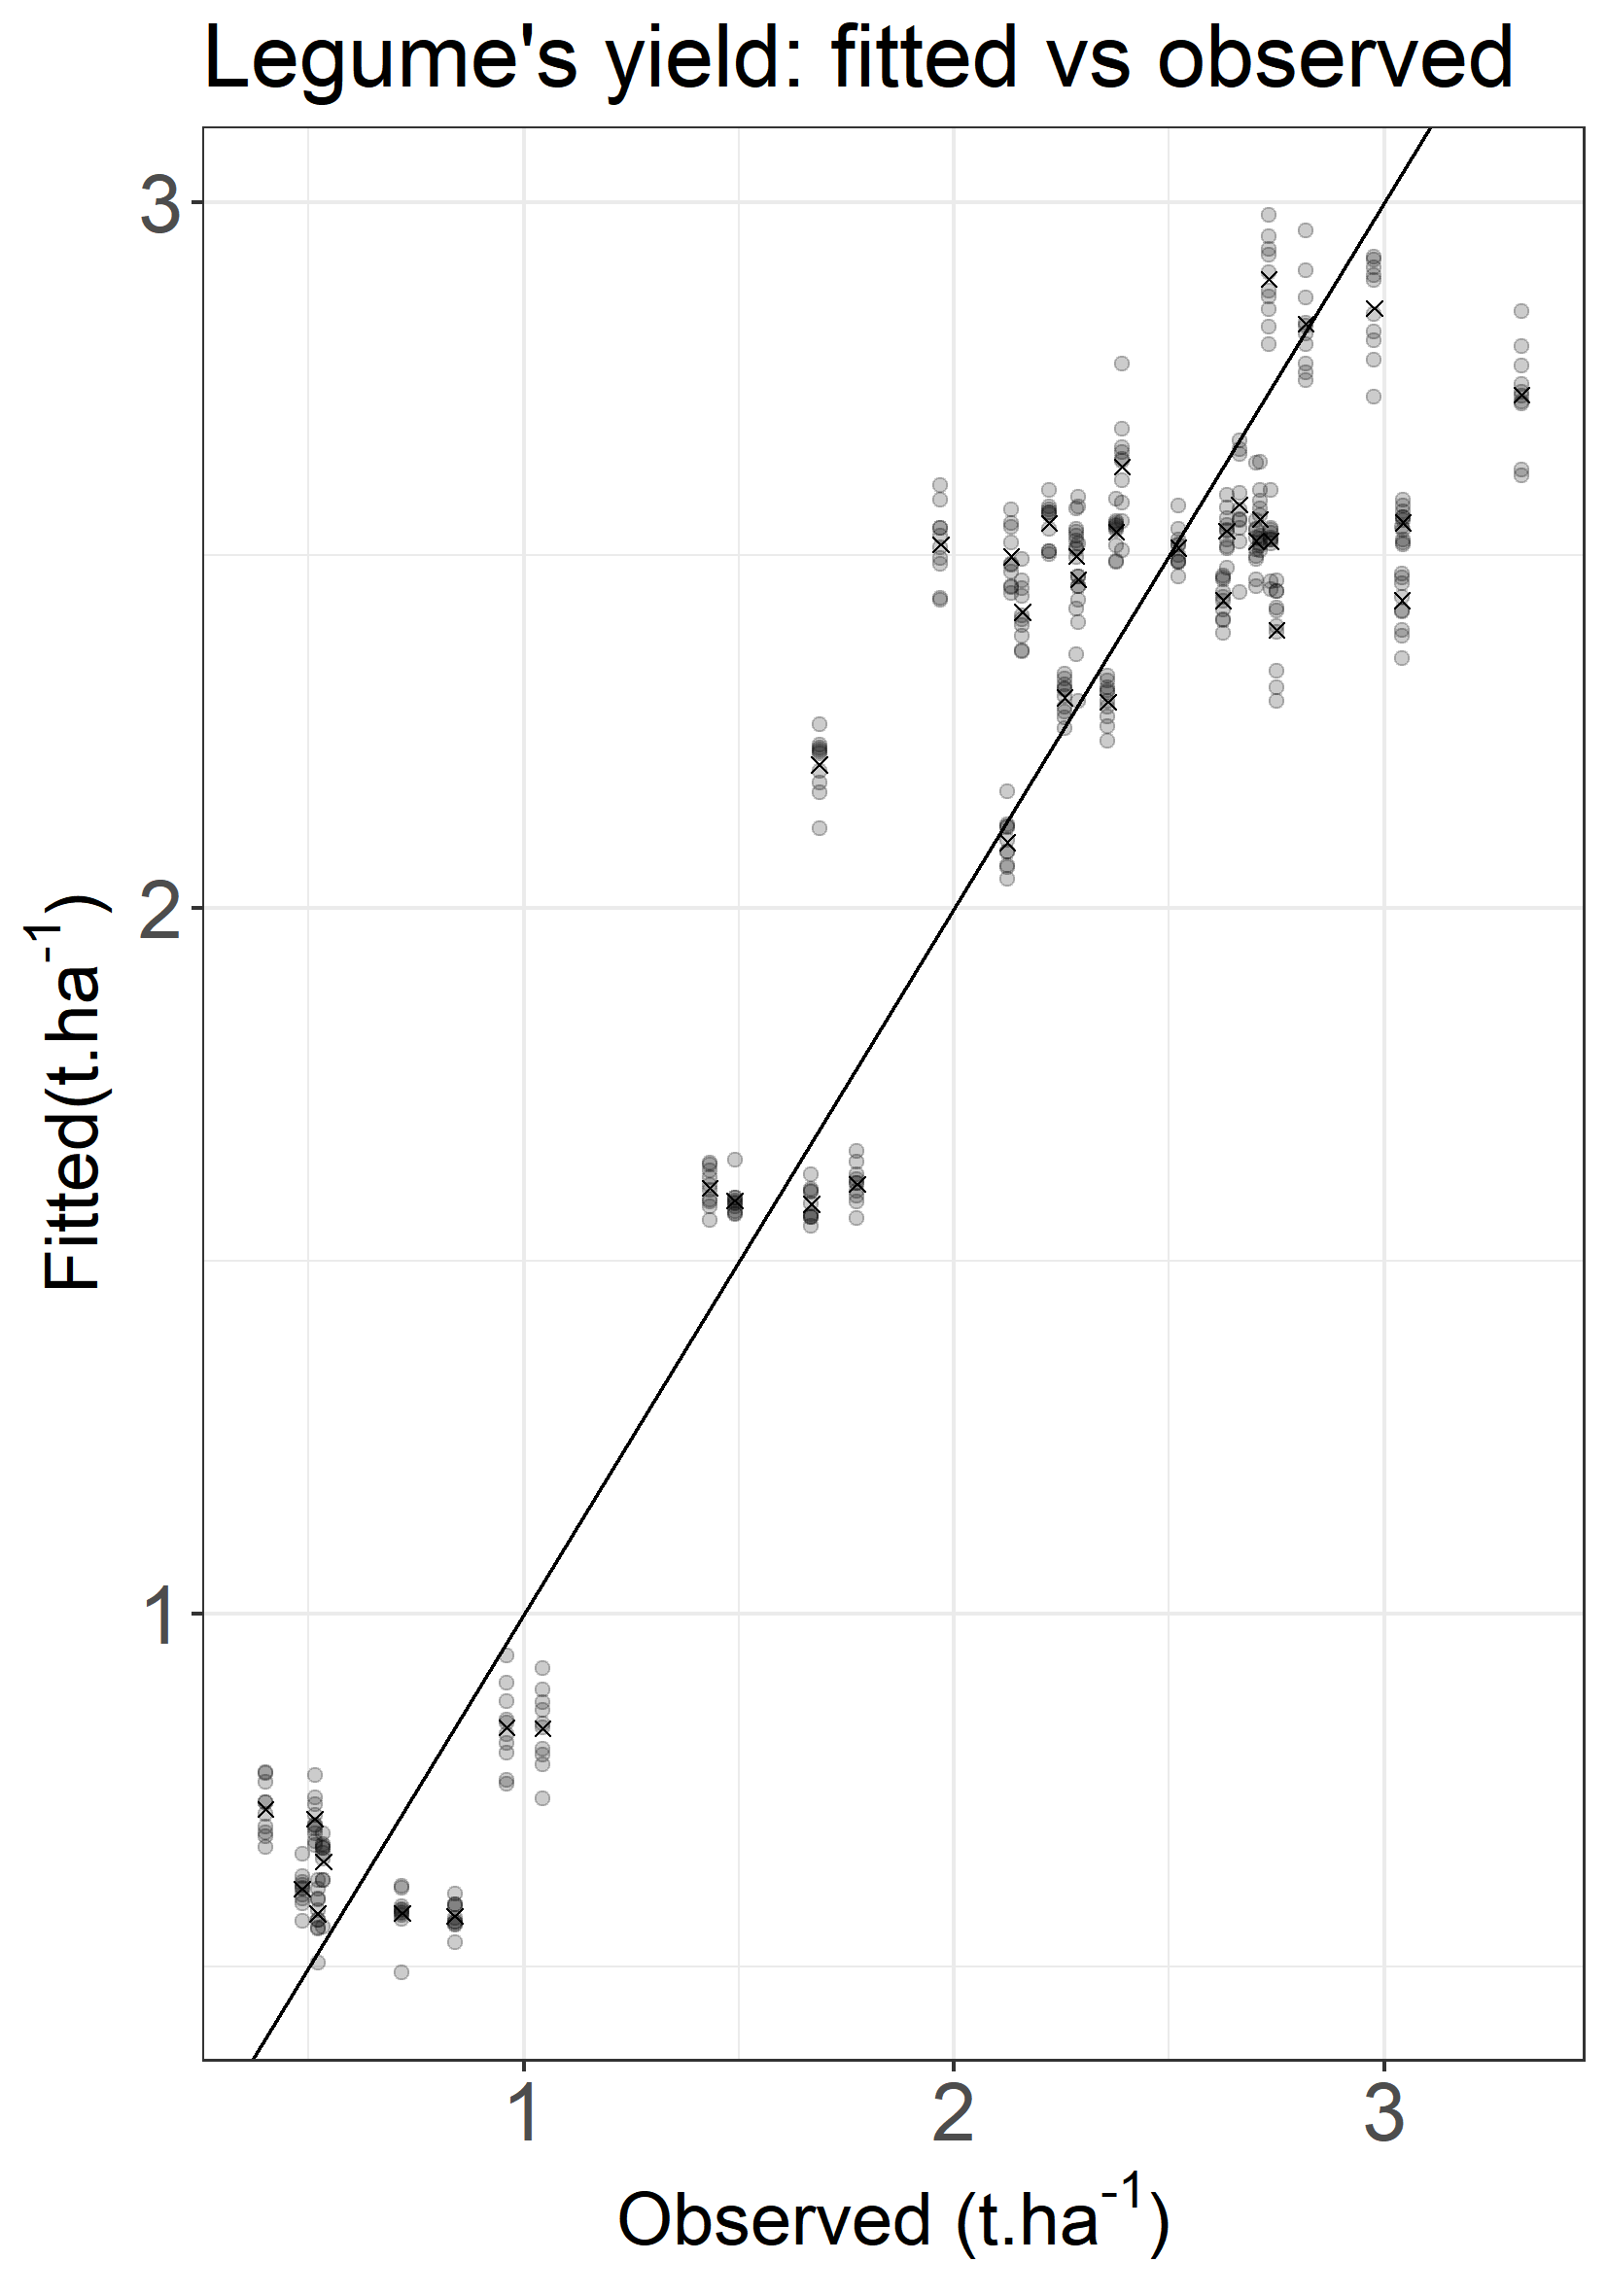 Legume's yield: fitted vs observed
3
2
1
Fitted(t.ha⁻¹)
1 2 3
Observed (t.ha⁻¹)